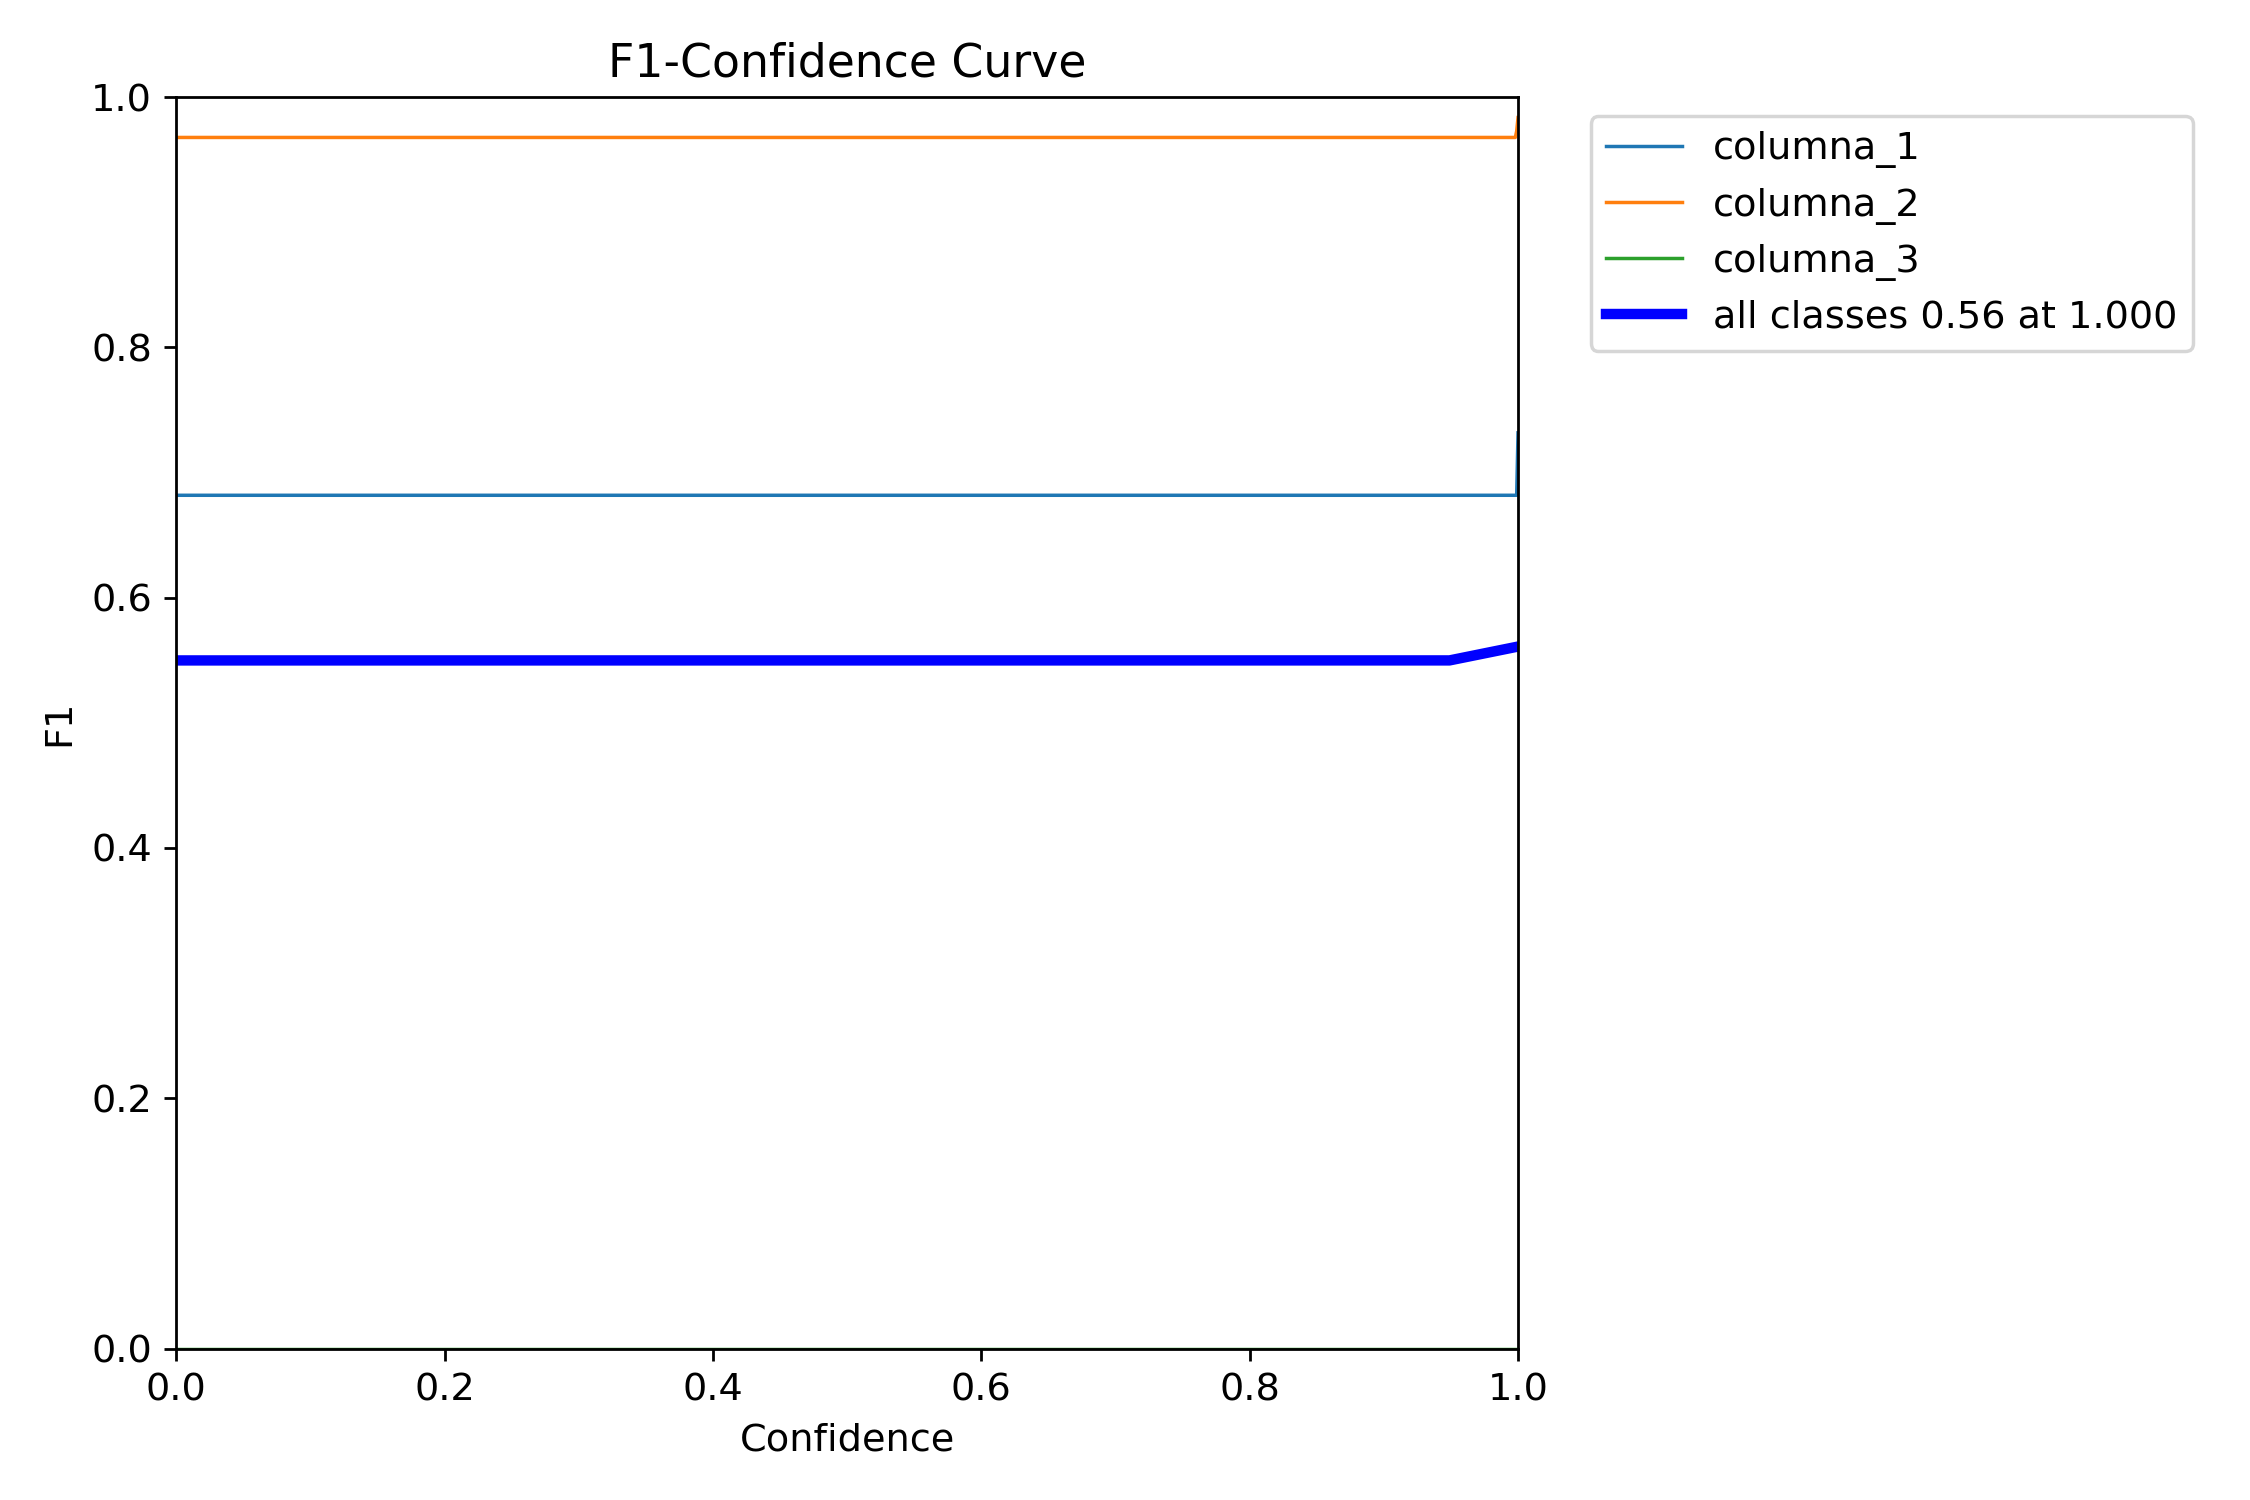 F1-Confidence Curve
1.0
0.8
0.6
0.4
0.2
0.0
F1
0.0 0.2 0.4 0.6 0.8 1.0
Confidence
columna_1
columna_2
columna_3
all classes 0.56 at 1.000